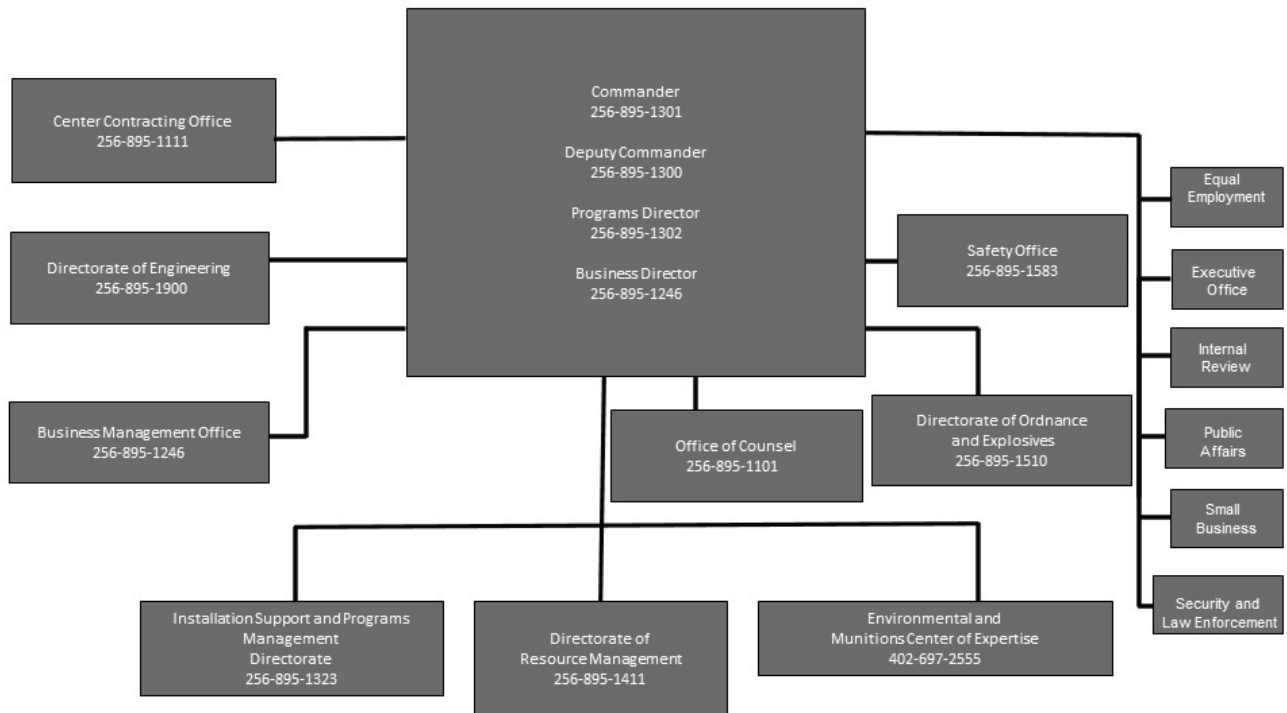 Commander
256-895-1301
Deputy Commander
256-895-1300
Programs Director
256-895-1302
Business Director
256-895-1246
Center Contracting Office
256-895-1111
Directorate of Engineering
256-895-1900
Business Management Office
256-895-1246
Safety Office
256-895-1583
Office of Counsel
256-895-1101
Directorate of Ordnance
and Explosives
256-895-1510
Equal
Employment
Executive
Office
Internal
Review
Public
Affairs
Small
Business
Security and
Law Enforcement
Installation Support and Programs
Management
Directorate
256-895-1323
Directorate of
Resource Management
256-895-1411
Environmental and
Munitions Center of Expertise
402-697-2555